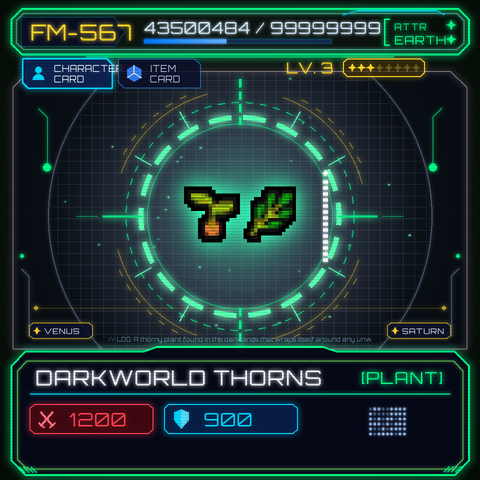 FM-567
43500484 / 99999999
ATTR
EARTH
CHARACTER
CARD
ITEM
CARD
LV. 3
VENUS
SATURN
// LOG: A thorny plant found in the darklands that wraps itself around any unw
DARKWORLD THORNS
[PLANT]
1200
900